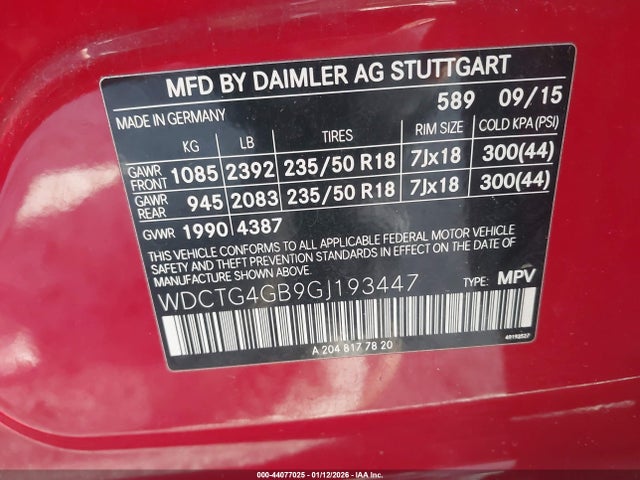 MFD BY DAIMLER AG STUTTGART
589 09/15
MADE IN GERMANY
KG LB TIRES RIM SIZE COLD KPA(PSI)
GAWR FRONT 1085 2392 235/50 R18 7Jx18 300(44)
GAWR REAR 945 2083 235/50 R18 7Jx18 300(44)
GVWR 1990 4387
THIS VEHICLE CONFORMS TO ALL APPLICABLE FEDERAL MOTOR VEHICLE
SAFETY AND THEFT PREVENTION STANDARDS IN EFFECT ON THE DATE
OF MANUFACTURE SHOWN ABOVE.
WDCTG4GB9GJ193447 TYPE: MPV
A 204 817 78 20
000-44077025 - 01/12/2026 - IAA Inc.